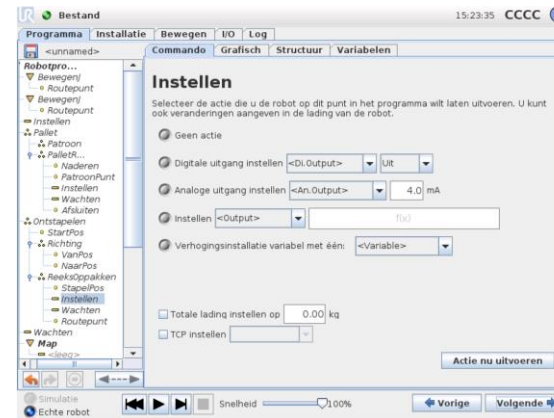 Bestand 15:23:35 CCCC
Programma Installatie Bewegen I/O Log
<unnamed>
Commando Grafisch Structuur Variabelen
Robotpro...
BewegenJ
Routepunt
BewegenJ
Routepunt
Instellen
Pallet
Patroon
PalletR...
Naderen
PatroonPunt
Instellen
Wachten
Afsluiten
Ontstapelen
StartPos
Richting
VanPos
NaarPos
ReeksOppakken
StapelPos
Instellen
Wachten
Routepunt
Wachten
Map
<leeg>
Instellen
Selecteer de actie die u de robot op dit punt in het programma wilt laten uitvoeren. U kunt
ook veranderingen aangeven in de lading van de robot.
Geen actie
Digitale uitgang instellen <Di.Output> Uit
Analoge uitgang instellen <An.Output> 4.0 mA
Instellen <Output> f(x)
Verhogingsinstallatie variabel met één: <Variable>
Totale lading instellen op 0.00 kg
TCP instellen
Actie nu uitvoeren
Simulatie
Echte robot
Snelheid 100%
Vorige Volgende